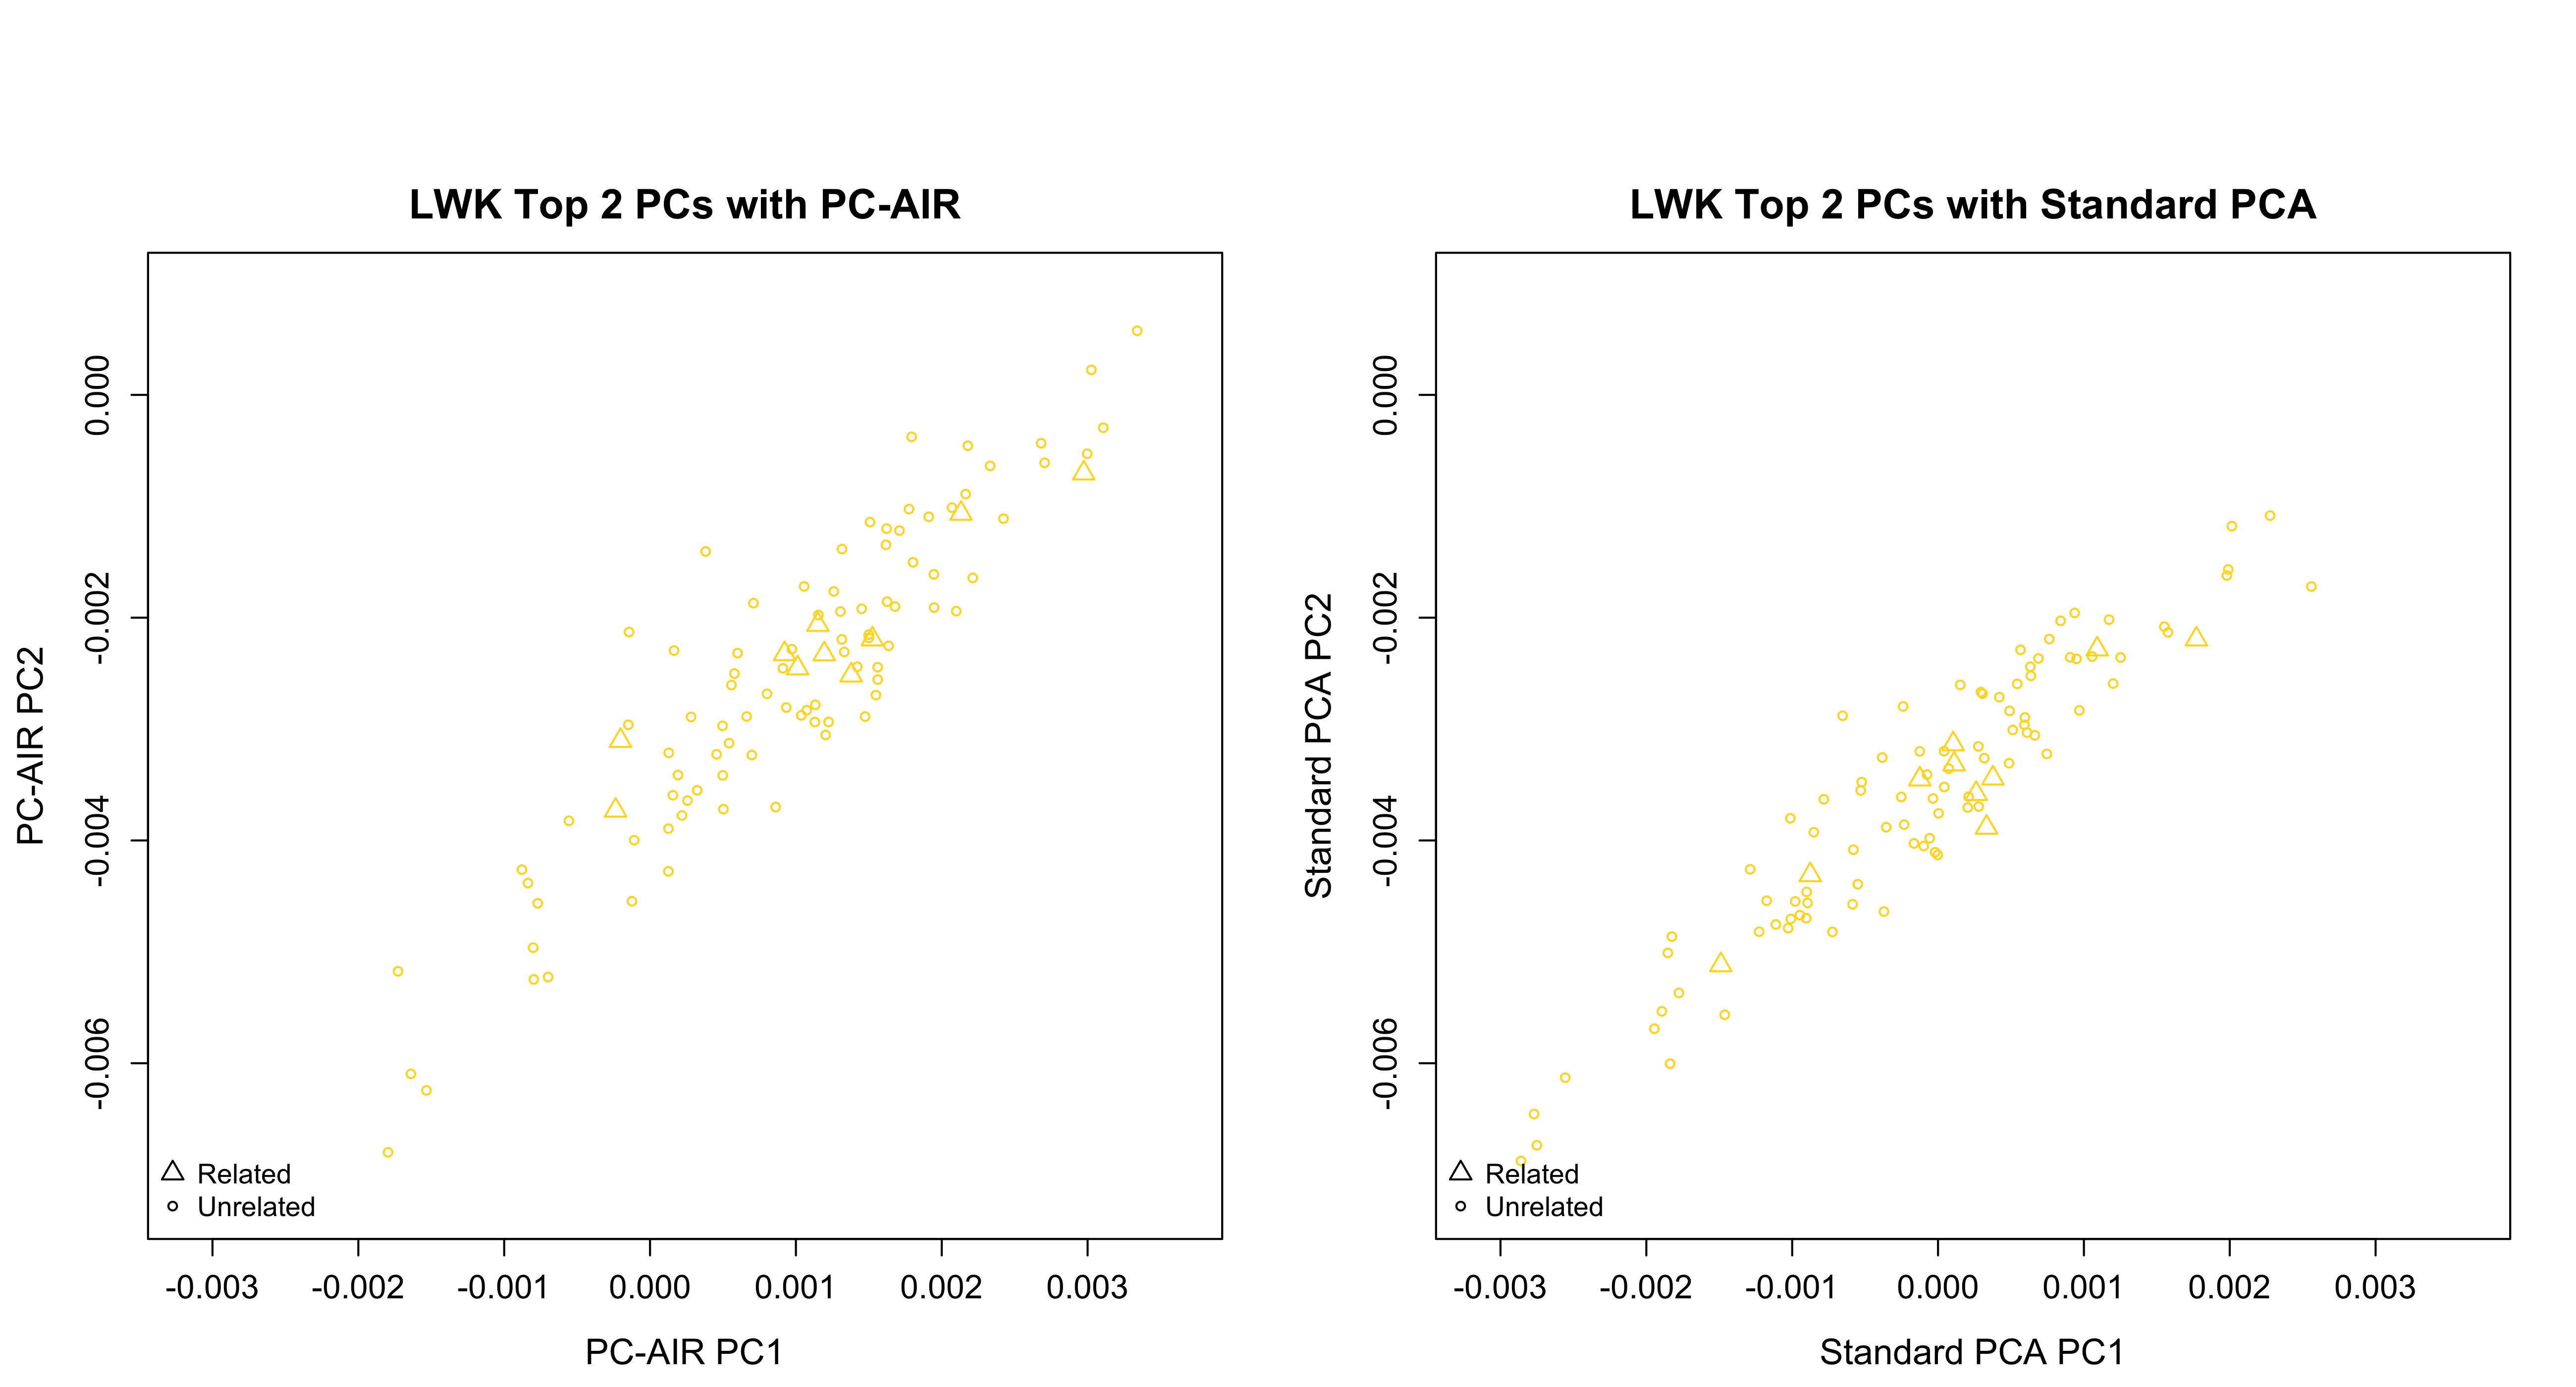 LWK Top 2 PCs with PC-AIR
PC-AIR PC2
0.000
-0.002
-0.004
-0.006
Related
Unrelated
-0.003 -0.002 -0.001 0.000 0.001 0.002 0.003
PC-AIR PC1
LWK Top 2 PCs with Standard PCA
Standard PCA PC2
0.000
-0.002
-0.004
-0.006
Related
Unrelated
-0.003 -0.002 -0.001 0.000 0.001 0.002 0.003
Standard PCA PC1